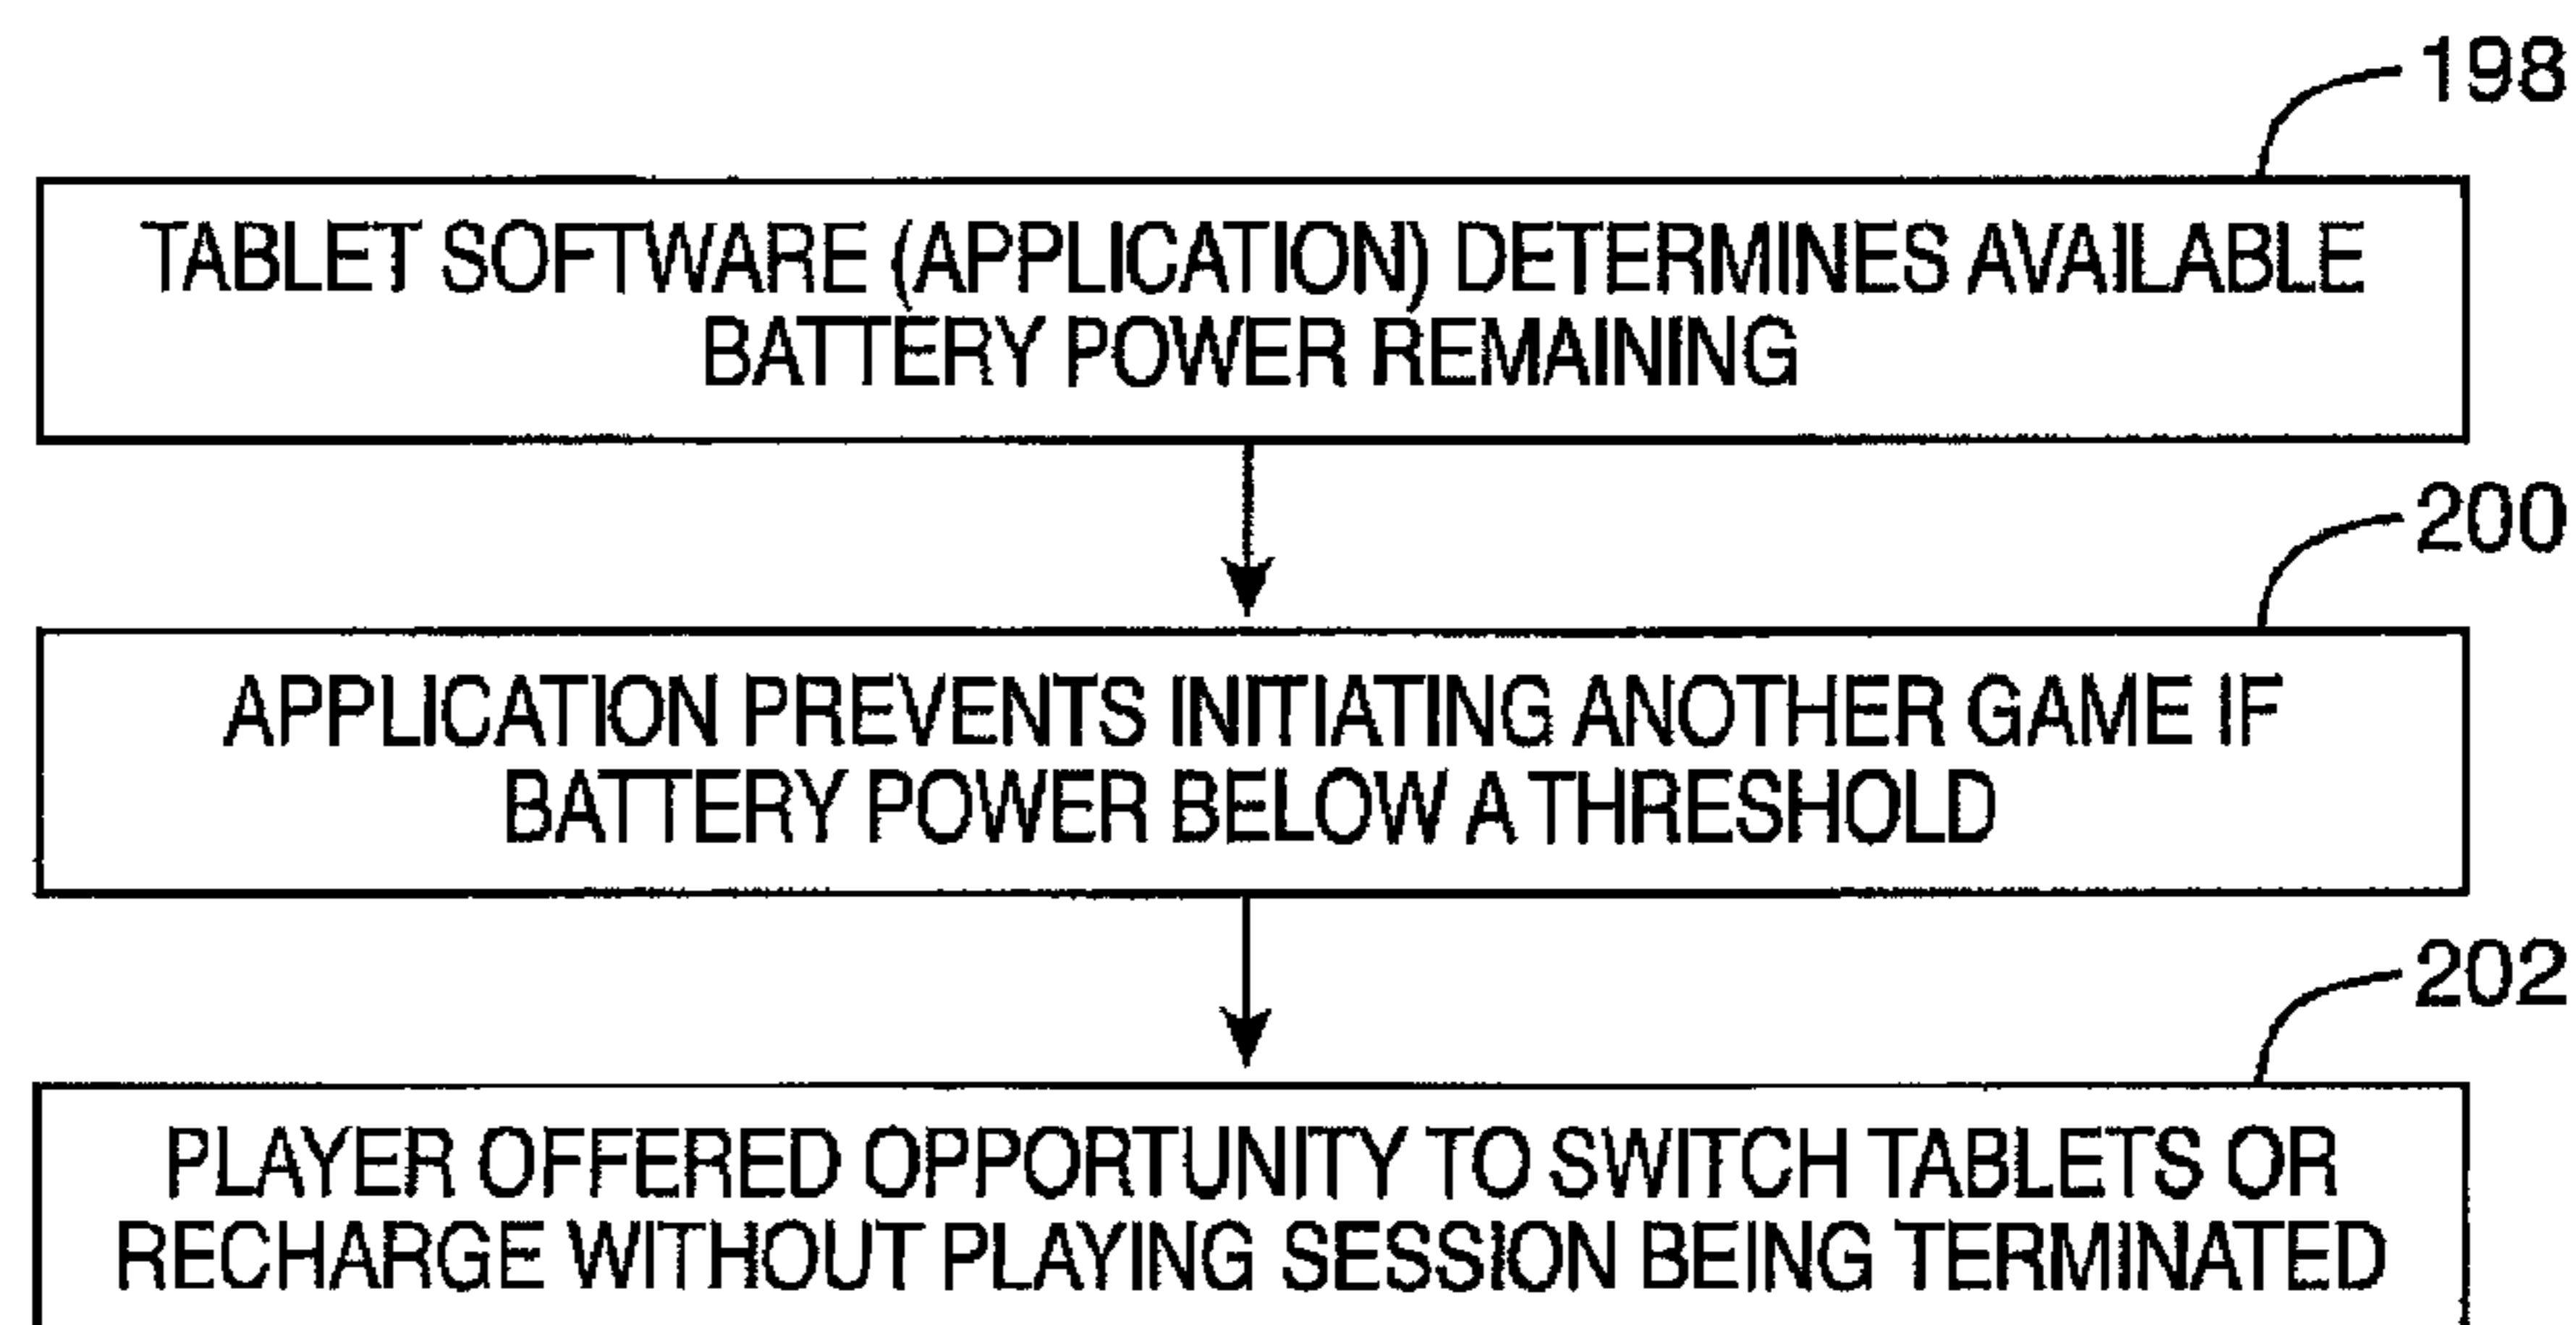 198
TABLET SOFTWARE (APPLICATION) DETERMINES AVAILABLE
BATTERY POWER REMAINING
200
APPLICATION PREVENTS INITIATING ANOTHER GAME IF
BATTERY POWER BELOW A THRESHOLD
202
PLAYER OFFERED OPPORTUNITY TO SWITCH TABLETS OR
RECHARGE WITHOUT PLAYING SESSION BEING TERMINATED